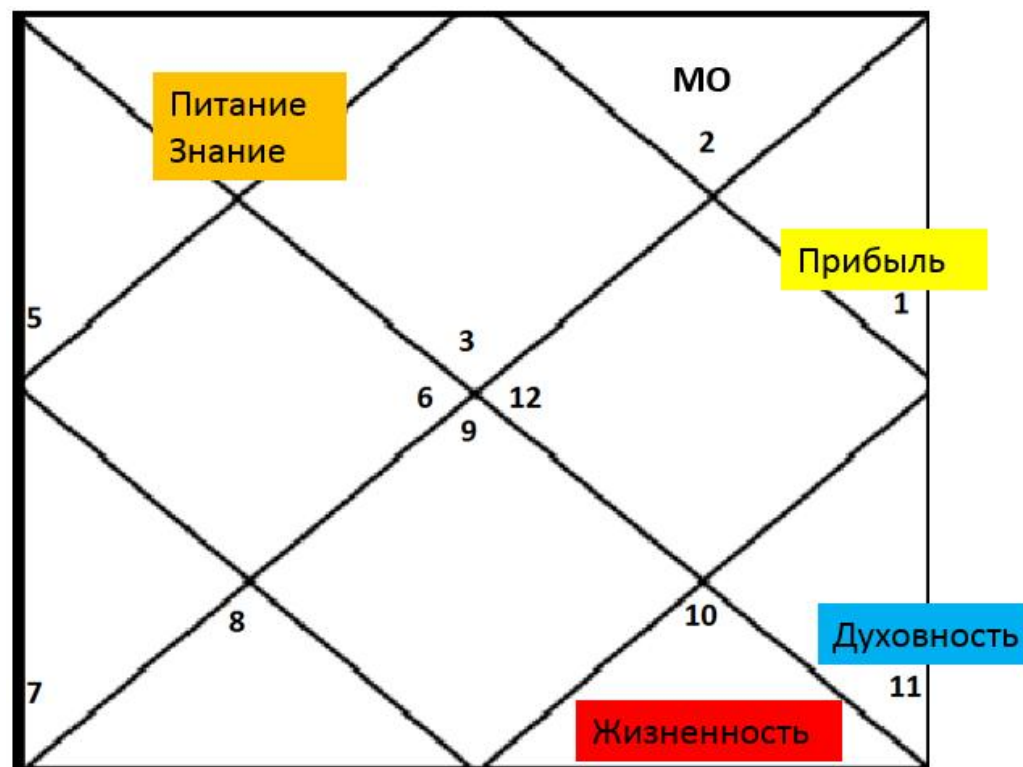 МО
2
Питание
Знание
Прибыль
1
5
3
6
12
9
8
10
Духовность
7
11
Жизненность